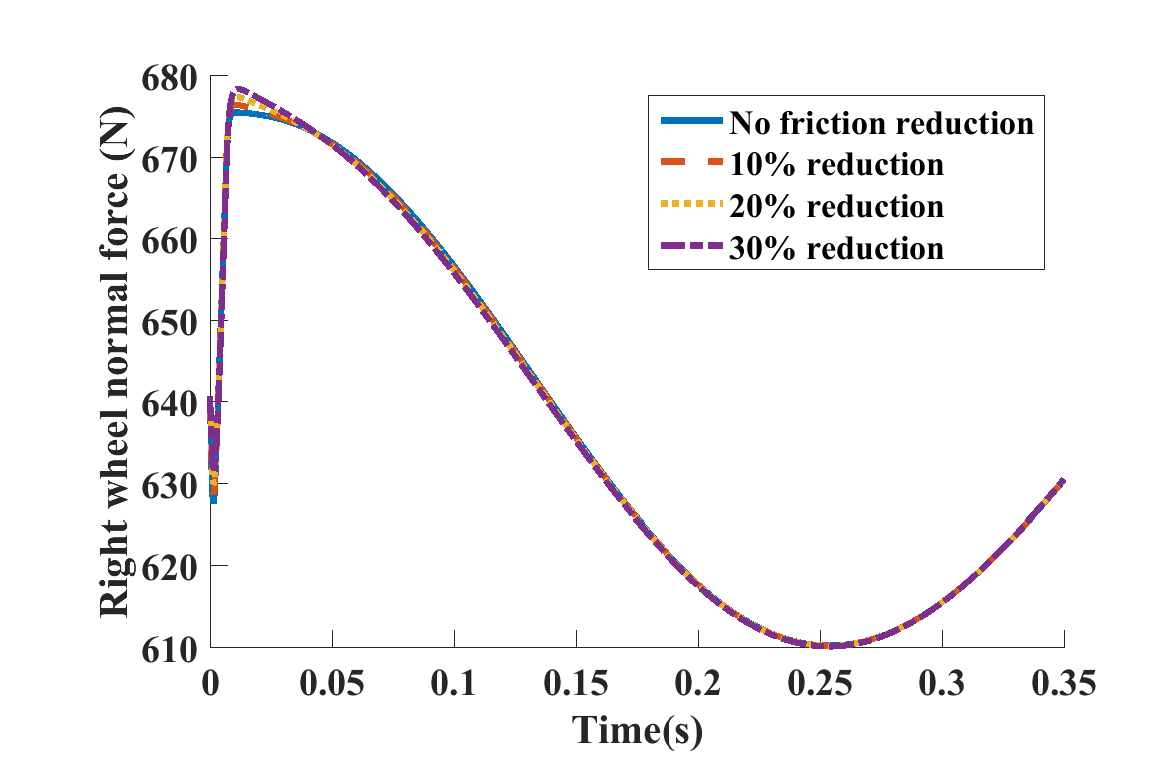 Right wheel normal force (N)
680
670
660
650
640
630
620
610
0
0.05
0.1
0.15
0.2
0.25
0.3
0.35
Time(s)
No friction reduction
10% reduction
20% reduction
30% reduction